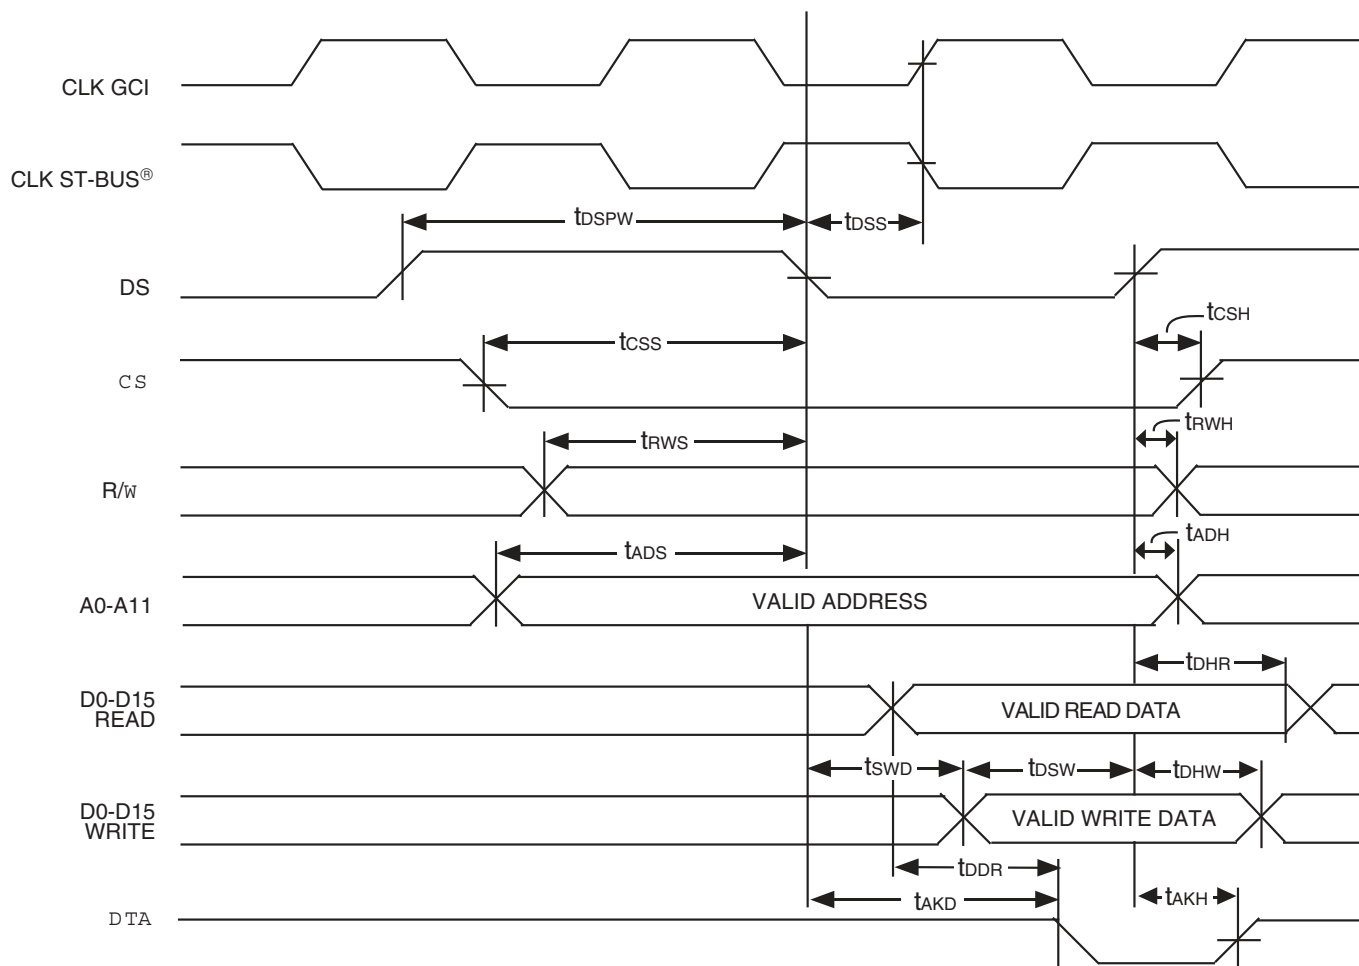 CLK GCI
CLK ST-BUS®
tDSPW
tDSS
DS
tCSH
tCSS
CS
tRWH
tRWS
R/W
tADH
tADS
A0-A11
VALID ADDRESS
tDHR
D0-D15
READ
VALID READ DATA
tSWD
tDSW
tDHW
D0-D15
WRITE
VALID WRITE DATA
tDDR
tAKD
tAKH
DTA